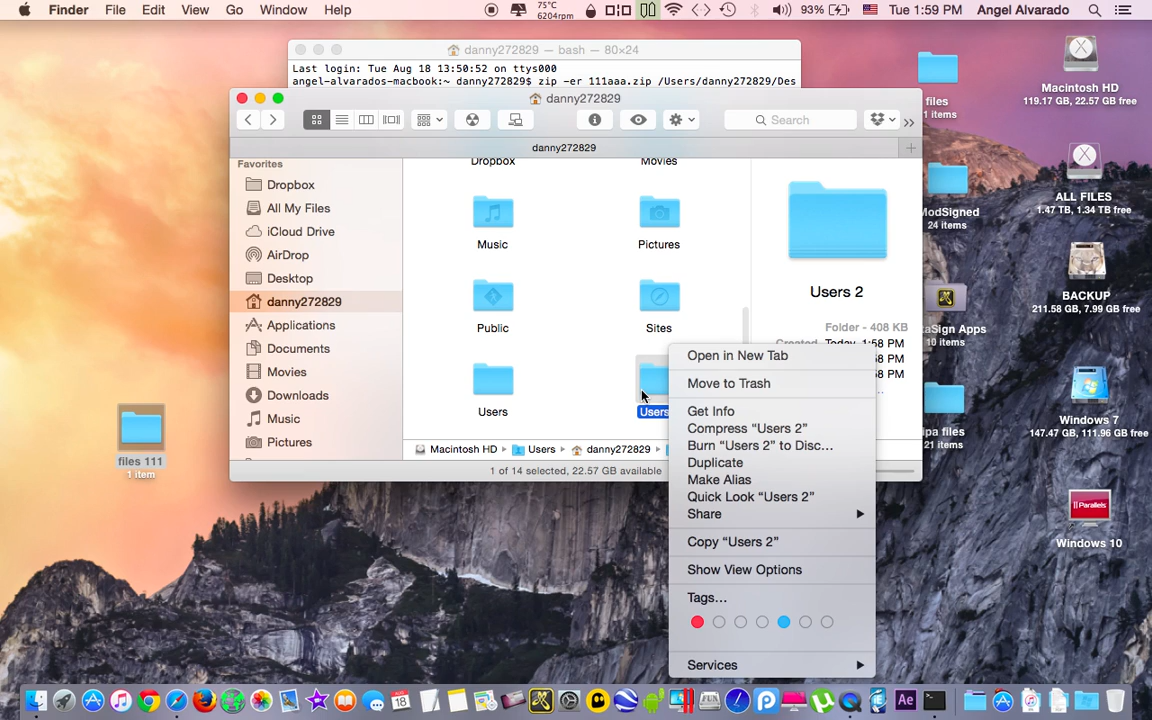 Finder File Edit View Go Window Help
75°C
6204rpm
93%
Tue 1:59 PM Angel Alvarado
danny272829 — bash — 80×24
Last login: Tue Aug 18 13:50:52 on ttys000
angel-alvarados-macbook:~ danny272829$ zip -er 111aaa.zip /Users/danny272829/Des
danny272829
Search
danny272829
Favorites
Dropbox
All My Files
iCloud Drive
AirDrop
Desktop
danny272829
Applications
Documents
Movies
Downloads
Music
Pictures
Dropbox
Movies
Music
Pictures
Public
Sites
Users
Users
Users 2
Folder - 408 KB
Created Today, 1:58 PM
58 PM
58 PM
Macintosh HD Users danny272829
1 of 14 selected, 22.57 GB available
Open in New Tab
Move to Trash
Get Info
Compress “Users 2”
Burn “Users 2” to Disc...
Duplicate
Make Alias
Quick Look “Users 2”
Share
Copy “Users 2”
Show View Options
Tags...
Services
files 111
1 item
files
1 items
ModSigned
24 items
taSign Apps
10 items
ipa files
21 items
Macintosh HD
119.17 GB, 22.57 GB free
ALL FILES
1.47 TB, 1.34 TB free
BACKUP
211.58 GB, 7.99 GB free
Windows 7
147.47 GB, 111.96 GB free
Parallels
Windows 10
18
Ae